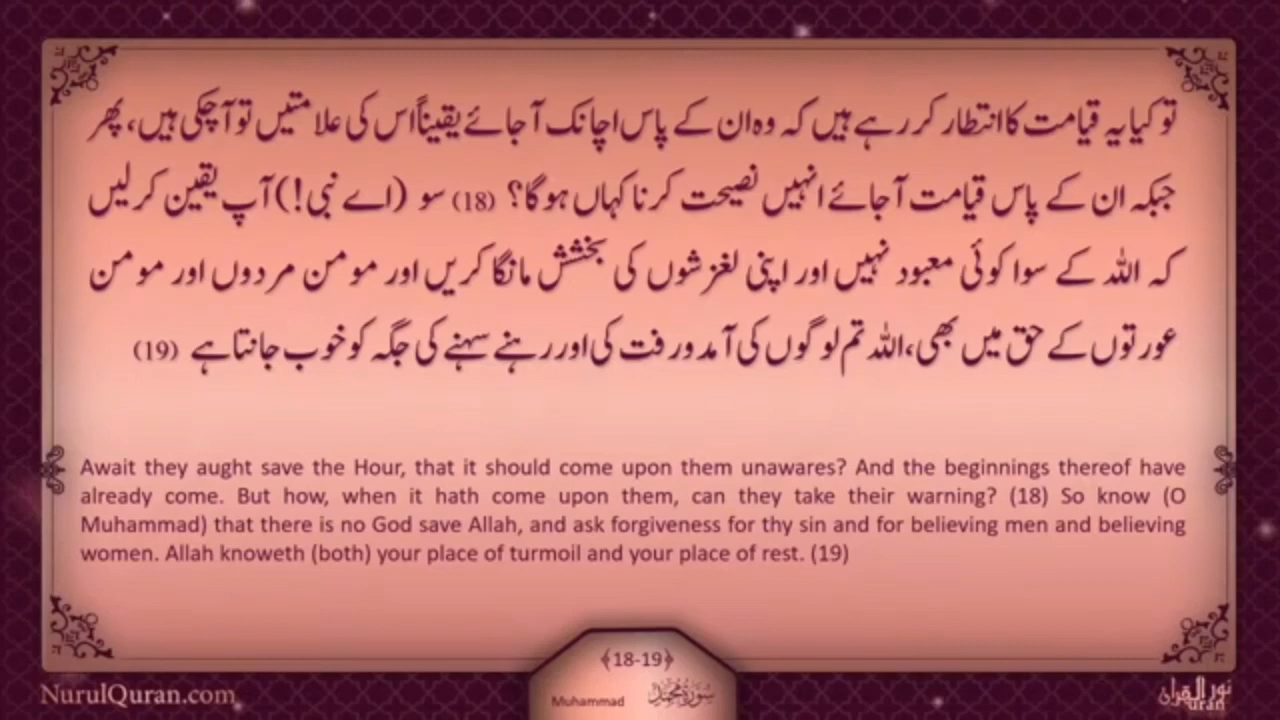 تو کیا یہ قیامت کا انتظار کر رہے ہیں کہ وہ ان کے پاس اچانک آ جائے یقیناً اس کی علامتیں تو آ چکی ہیں، پھر
جبکہ ان کے پاس قیامت آ جائے انہیں نصیحت کرنا کہاں ہو گا؟ (18) سو (اے نبی!) آپ یقین کر لیں
کہ اللہ کے سوا کوئی معبود نہیں اور اپنی لغزشوں کی بخشش مانگا کریں اور مومن مردوں اور مومن
عورتوں کے حق میں بھی، اللہ تم لوگوں کی آمد ورفت کی اور رہنے سہنے کی جگہ کو خوب جانتا ہے (19)
Await they aught save the Hour, that it should come upon them unawares? And the beginnings thereof have
already come. But how, when it hath come upon them, can they take their warning? (18) So know (O
Muhammad) that there is no God save Allah, and ask forgiveness for thy sin and for believing men and believing
women. Allah knoweth (both) your place of turmoil and your place of rest. (19)
﴿18-19﴾
Muhammad سورة محمد
NurulQuran.com
نور القرآن
uran